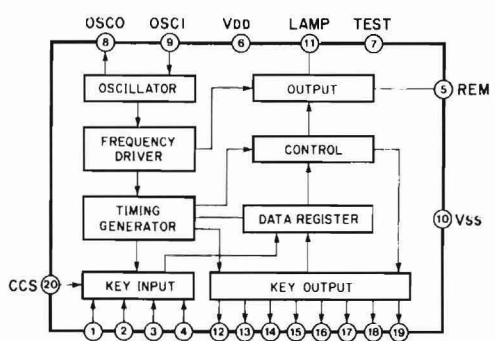 OSCO OSCI VDD LAMP TEST
8 9 6 11 7
OSCILLATOR OUTPUT 5 REM
FREQUENCY DRIVER CONTROL
TIMING GENERATOR DATA REGISTER 10 VSS
CCS 20 KEY INPUT KEY OUTPUT
1 2 3 4 12 13 14 15 16 17 18 19